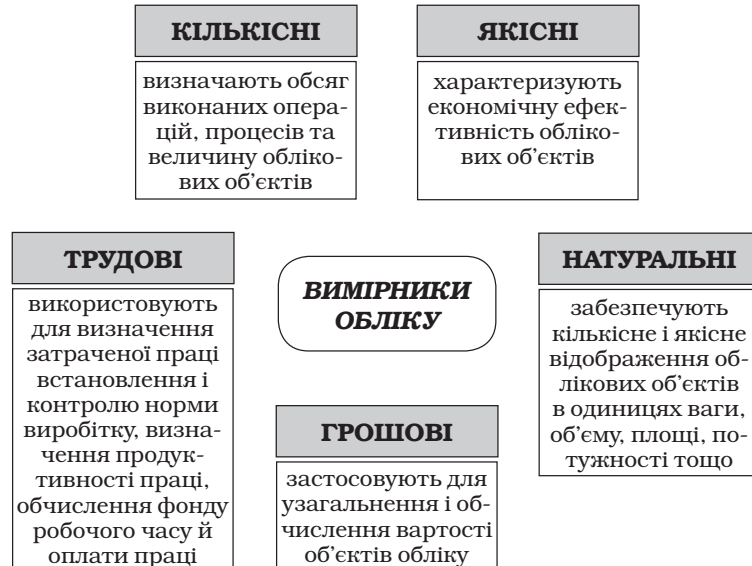 КІЛЬКІСНІ
визначають обсяг
виконаних опера-
цій, процесів та
величину обліко-
вих об’єктів
ЯКІСНІ
характеризують
економічну ефек-
тивність обліко-
вих об’єктів
ТРУДОВІ
використовують
для визначення
затраченої праці
встановлення і
контролю норми
виробітку, визна-
чення продук-
тивності праці,
обчислення фонду
робочого часу й
оплати праці
ВИМІРНИКИ
ОБЛІКУ
НАТУРАЛЬНІ
забезпечують
кількісне і якісне
відображення об-
лікових об’єктів
в одиницях ваги,
об’єму, площі, по-
тужності тощо
ГРОШОВІ
застосовують для
узагальнення і об-
числення вартості
об’єктів обліку